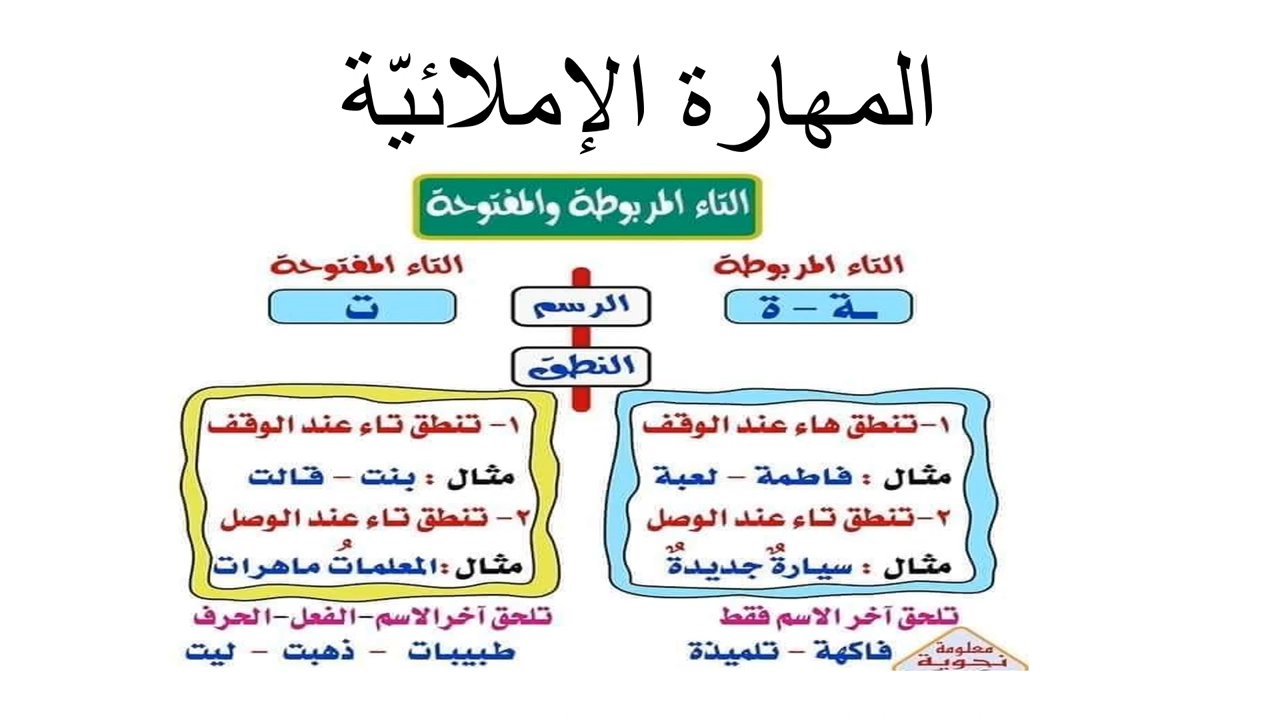 المهارة الإملائيّة
التاء المربوطة والمفتوحة
التاء المربوطة
التاء المفتوحة
ـة - ة
الرسم
ت
النطق
١- تنطق هاء عند الوقف
مثال : فاطمة - لعبة
٢- تنطق تاء عند الوصل
مثال : سيارةٌ جديدةٌ
تلحق آخر الاسم فقط
فاكهة - تلميذة
١- تنطق تاء عند الوقف
مثال : بنت - قالت
٢- تنطق تاء عند الوصل
مثال : المعلماتُ ماهرات
تلحق آخر الاسم - الفعل - الحرف
طبيبات - ذهبت - ليت
معلومة
نحوية